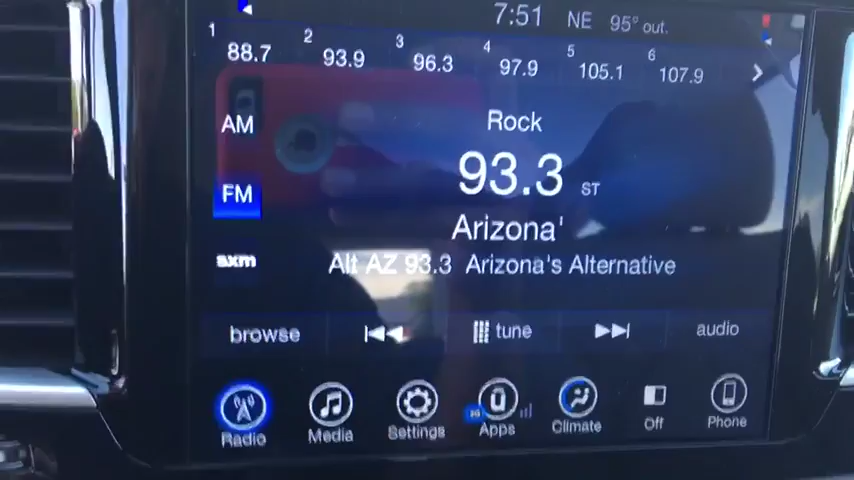 7:51 NE 95° out.
1 88.7 2 93.9 3 96.3 4 97.9 5 105.1 6 107.9
AM
Rock
93.3 ST
FM
Arizona'
sxm
Alt AZ 93.3 Arizona's Alternative
browse tune audio
Radio Media Settings Apps Climate Off Phone